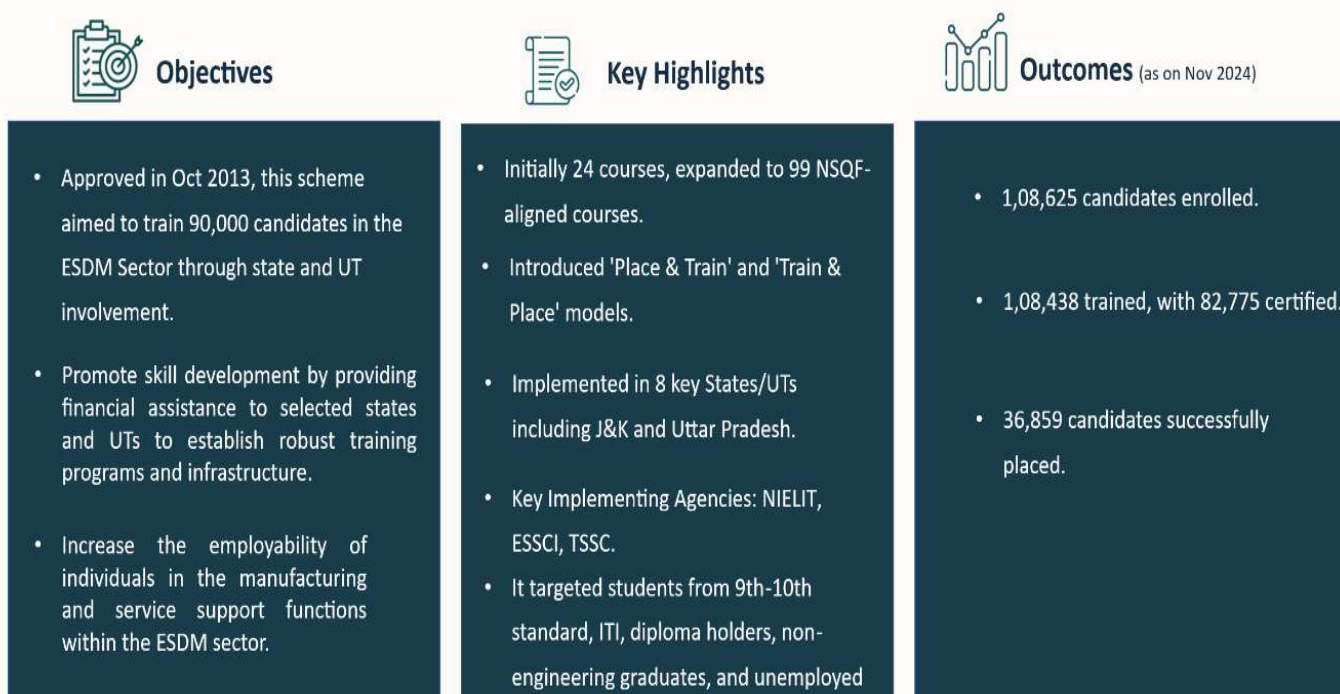 Objectives
Approved in Oct 2013, this scheme
aimed to train 90,000 candidates in the
ESDM Sector through state and UT
involvement.
Promote skill development by providing
financial assistance to selected states
and UTs to establish robust training
programs and infrastructure.
Increase the employability of
individuals in the manufacturing
and service support functions
within the ESDM sector.
Key Highlights
Initially 24 courses, expanded to 99 NSQF-
aligned courses.
Introduced 'Place & Train' and 'Train &
Place' models.
Implemented in 8 key States/UTs
including J&K and Uttar Pradesh.
Key Implementing Agencies: NIELIT,
ESSCI, TSSC.
It targeted students from 9th-10th
standard, ITI, diploma holders, non-
engineering graduates, and unemployed
Outcomes (as on Nov 2024)
1,08,625 candidates enrolled.
1,08,438 trained, with 82,775 certified.
36,859 candidates successfully
placed.